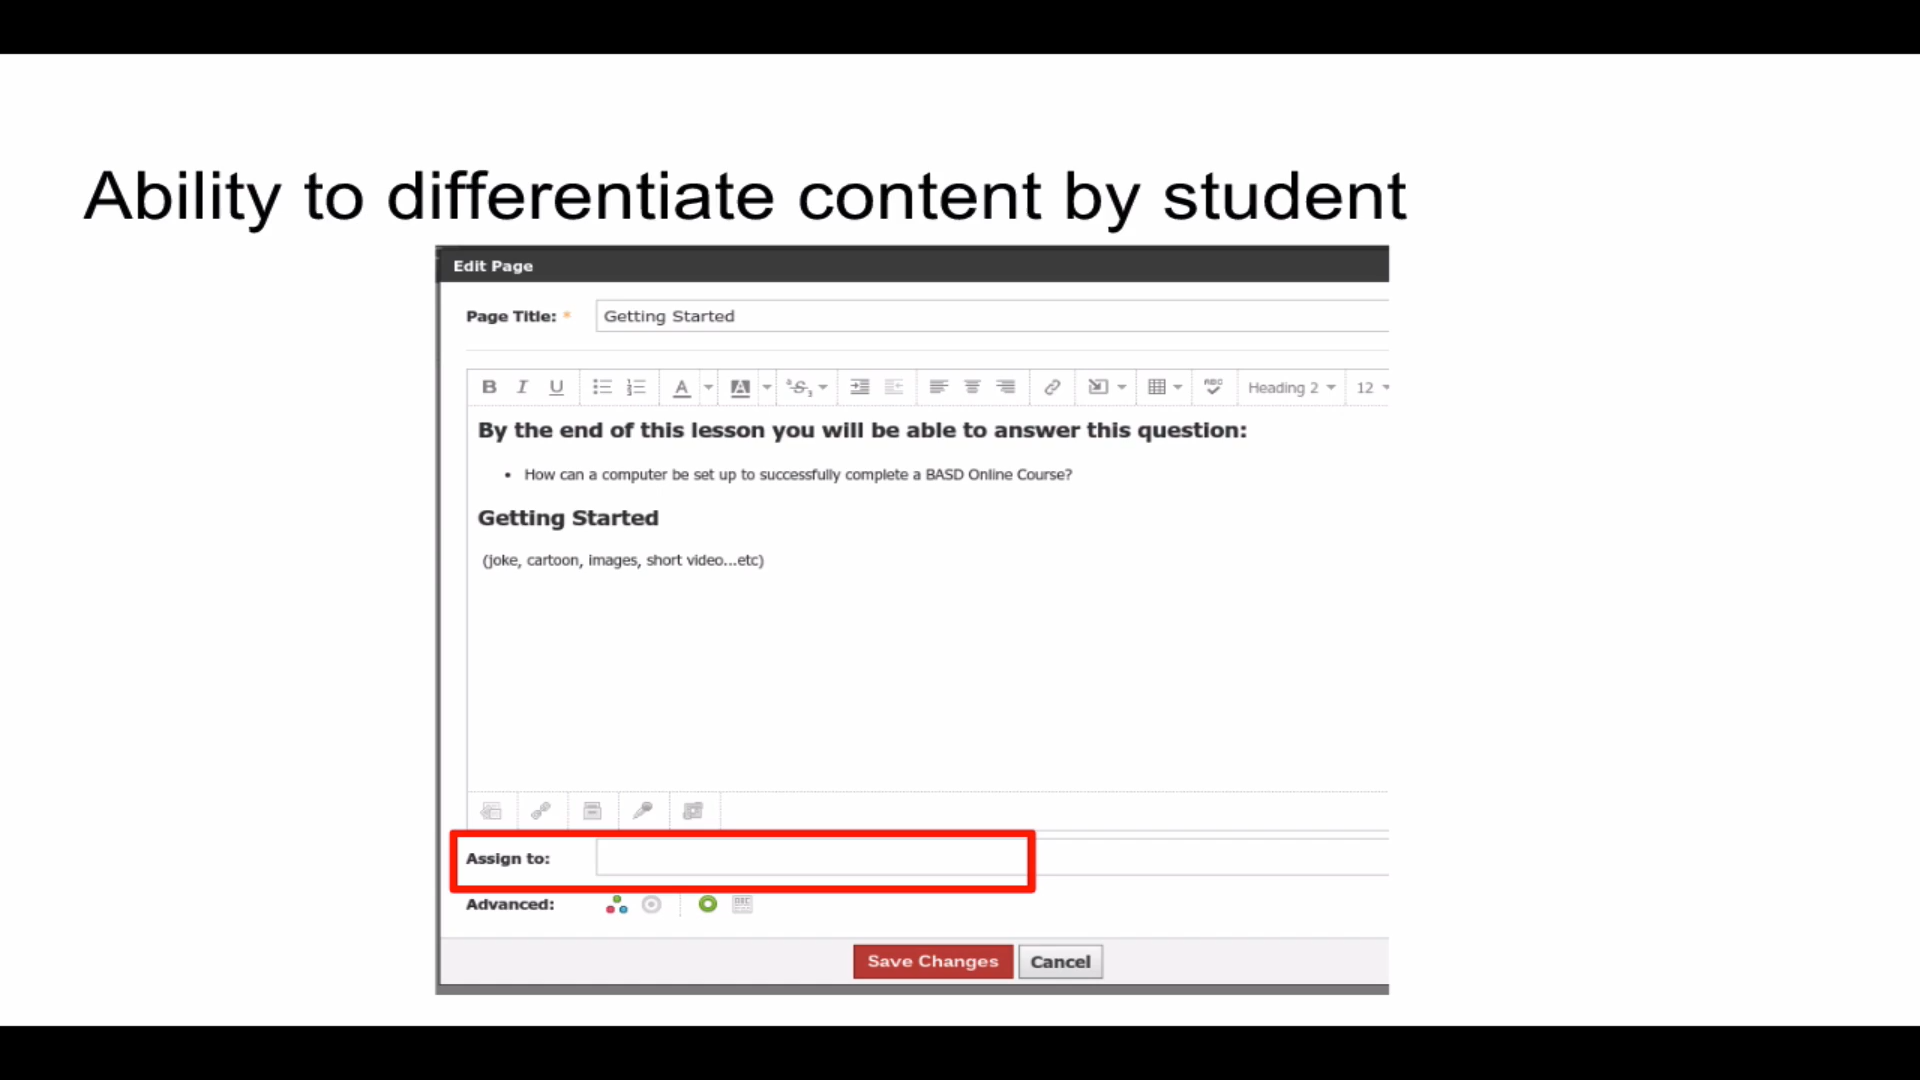 Ability to differentiate content by student
Edit Page
Page Title: * Getting Started
B I U A A S Heading 2 12
By the end of this lesson you will be able to answer this question:
• How can a computer be set up to successfully complete a BASD Online Course?
Getting Started
(joke, cartoon, images, short video...etc)
Assign to:
Advanced:
Save Changes Cancel